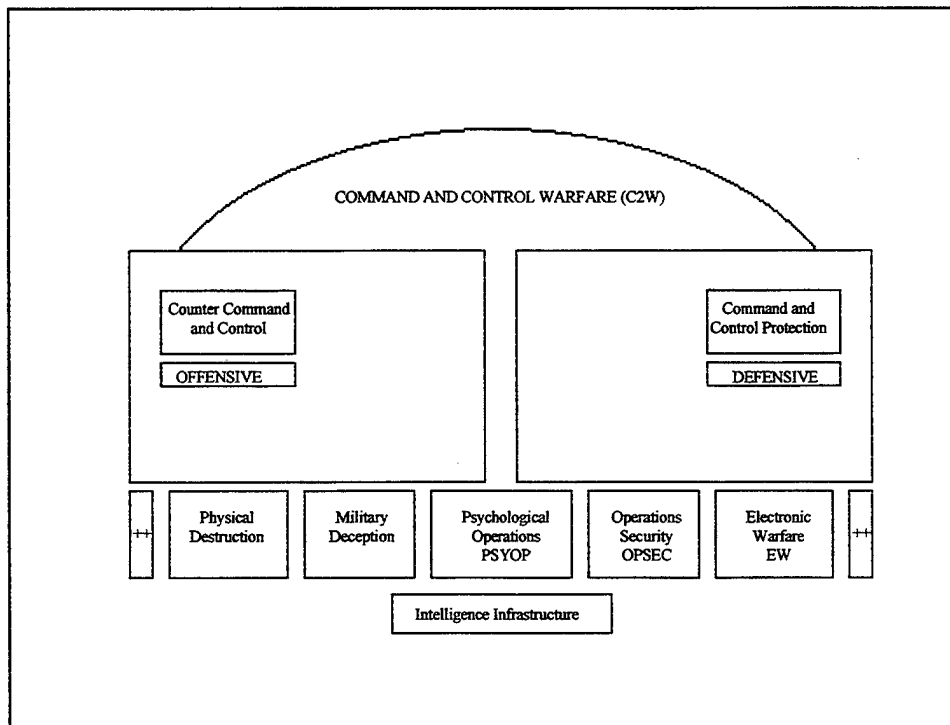 COMMAND AND CONTROL WARFARE (C2W)
Counter Command
and Control
OFFENSIVE
Command and
Control Protection
DEFENSIVE
++
Physical
Destruction
Military
Deception
Psychological
Operations
PSYOP
Operations
Security
OPSEC
Electronic
Warfare
EW
++
Intelligence Infrastructure